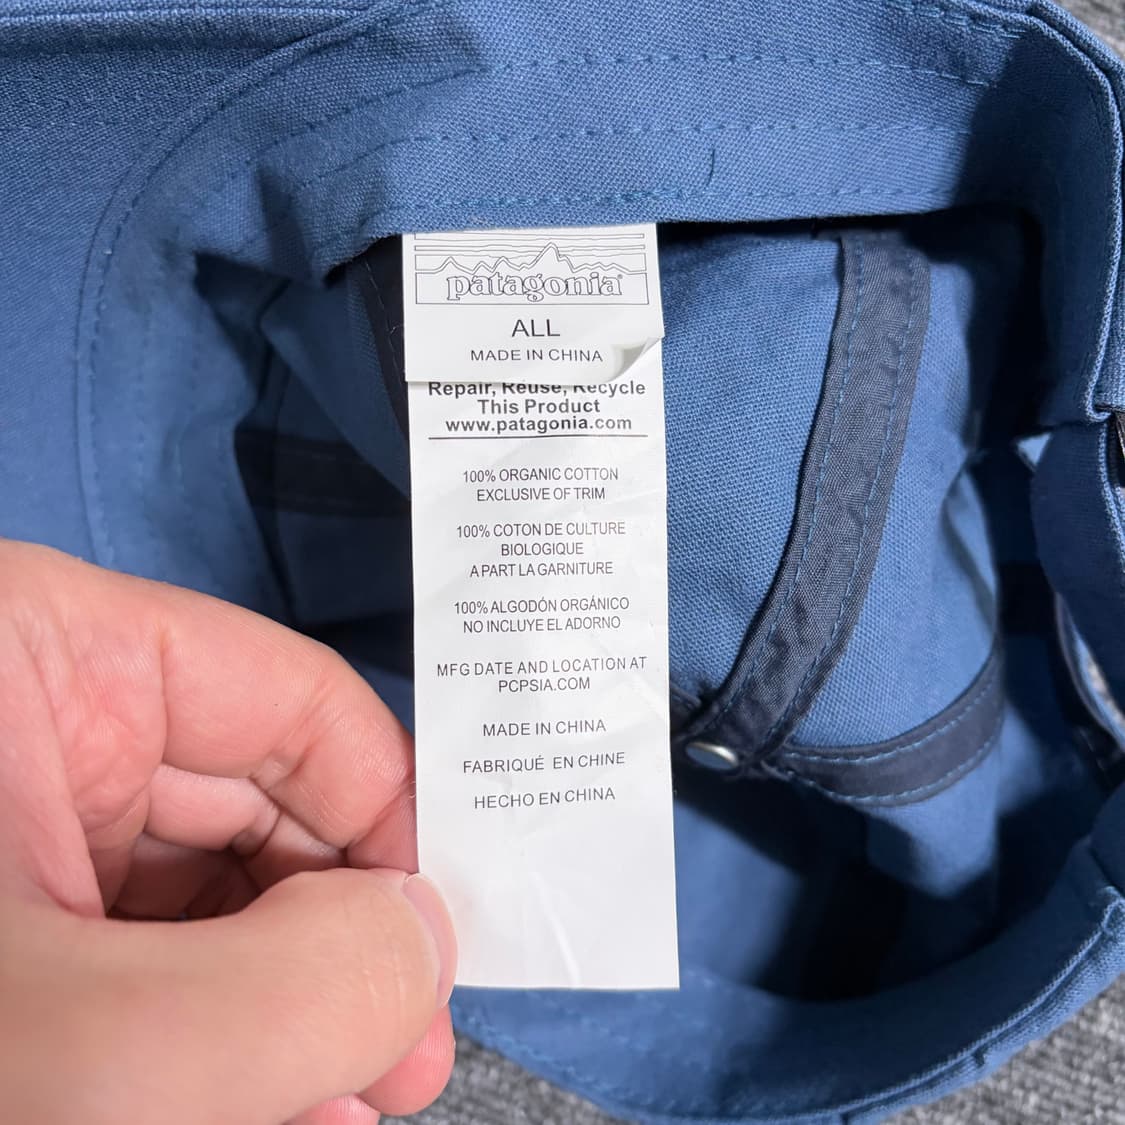 patagonia®
ALL
MADE IN CHINA
Repair, Reuse, Recycle
This Product
www.patagonia.com
100% ORGANIC COTTON
EXCLUSIVE OF TRIM
100% COTON DE CULTURE
BIOLOGIQUE
A PART LA GARNITURE
100% ALGODÓN ORGÁNICO
NO INCLUYE EL ADORNO
MFG DATE AND LOCATION AT
PCPSIA.COM
MADE IN CHINA
FABRIQUÉ EN CHINE
HECHO EN CHINA